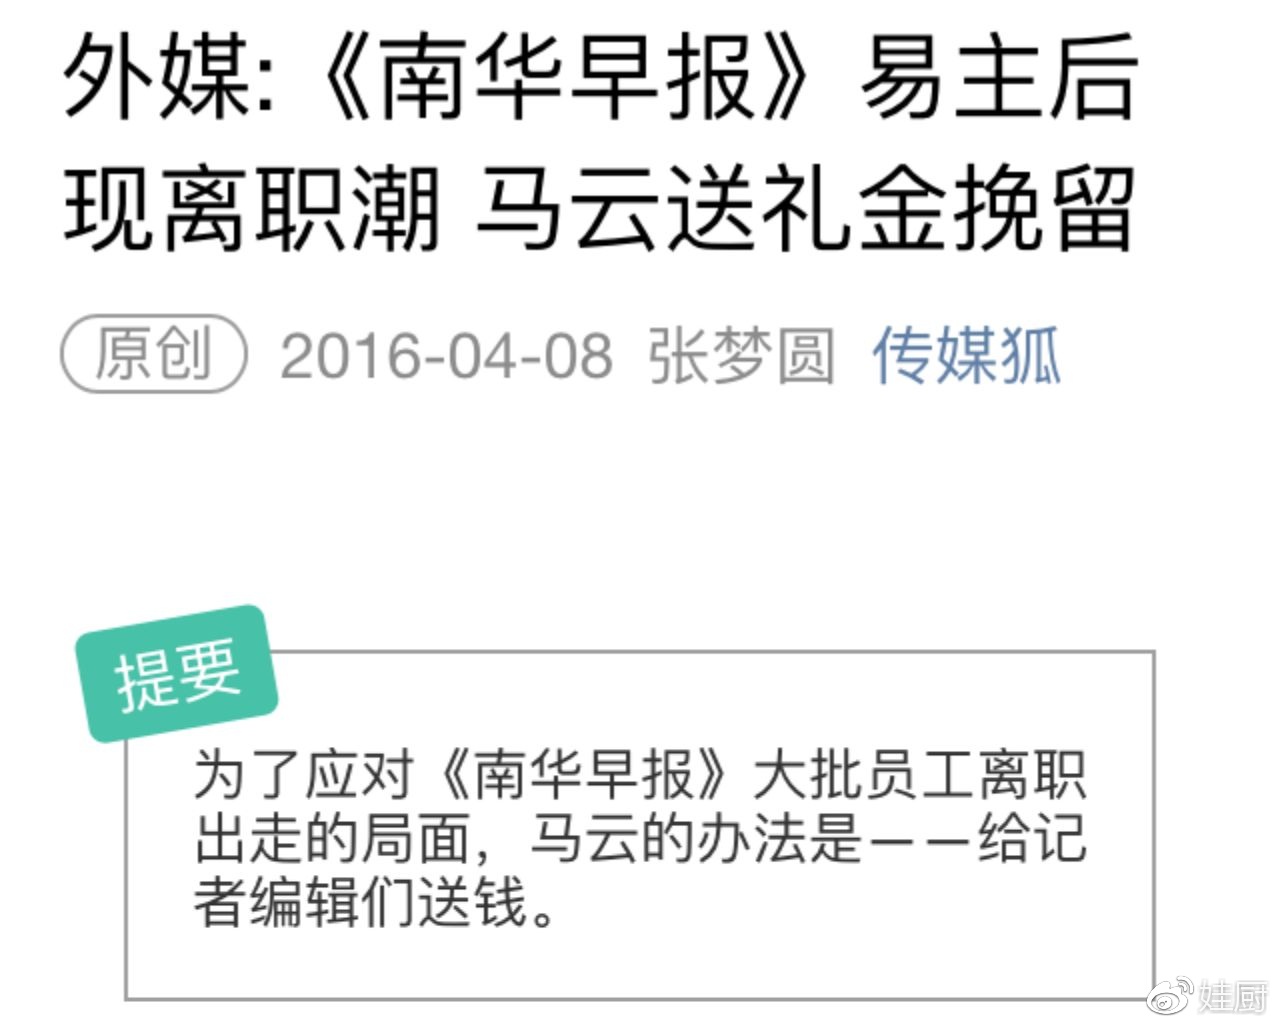 外媒:《南华早报》易主后
现离职潮 马云送礼金挽留
原创 2016-04-08 张梦圆 传媒狐
提要
为了应对《南华早报》大批员工离职
出走的局面，马云的办法是——给记
者编辑们送钱。
娃厨